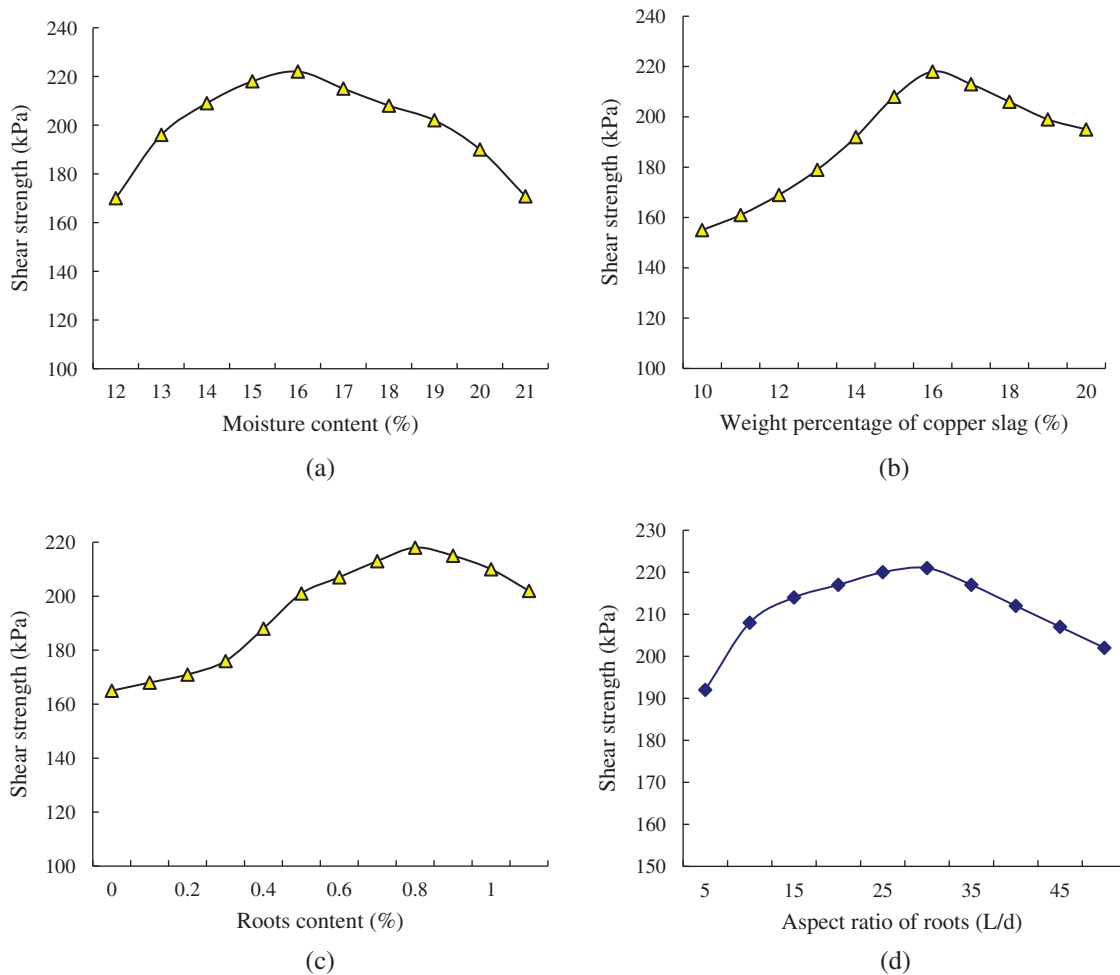 240
220
200
180
160
140
120
100
Shear strength (kPa)
12 13 14 15 16 17 18 19 20 21
Moisture content (%)
(a)
240
220
200
180
160
140
120
100
Shear strength (kPa)
10 12 14 16 18 20
Weight percentage of copper slag (%)
(b)
220
200
180
160
140
120
100
Shear strength (kPa)
0 0.2 0.4 0.6 0.8 1
Roots content (%)
(c)
230
220
210
200
190
180
170
160
150
Shear strength (kPa)
5 15 25 35 45
Aspect ratio of roots (L/d)
(d)